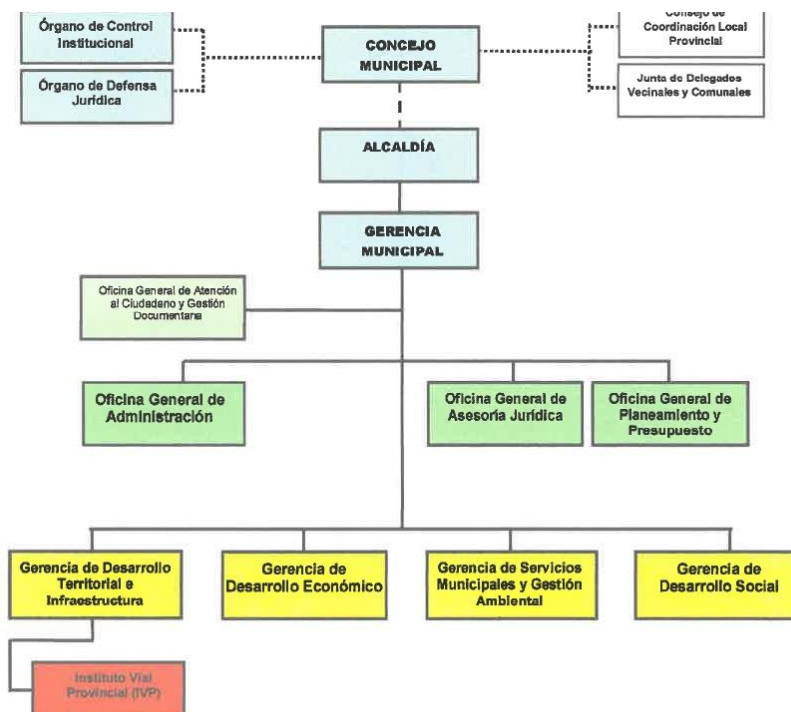 Órgano de Control
Institucional
CONCEJO
MUNICIPAL
Consejo de
Coordinación Local
Provincial
Órgano de Defensa
Jurídica
Junta de Delegados
Vecinales y Comunales
ALCALDÍA
GERENCIA
MUNICIPAL
Oficina General de Atención
al Ciudadano y Gestión
Documentaria
Oficina General de
Administración
Oficina General de
Asesoría Jurídica
Oficina General de
Planeamiento y
Presupuesto
Gerencia de Desarrollo
Territorial e
Infraestructura
Gerencia de
Desarrollo Económico
Gerencia de Servicios
Municipales y Gestión
Ambiental
Gerencia de
Desarrollo Social
Instituto Vial
Provincial (IVP)